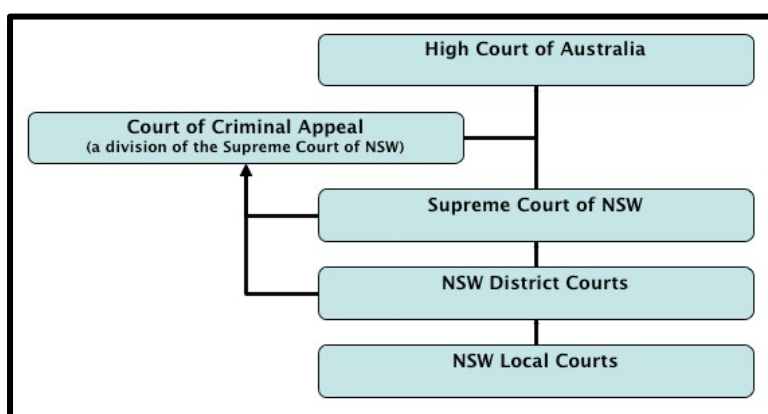 High Court of Australia
Court of Criminal Appeal
(a division of the Supreme Court of NSW)
Supreme Court of NSW
NSW District Courts
NSW Local Courts